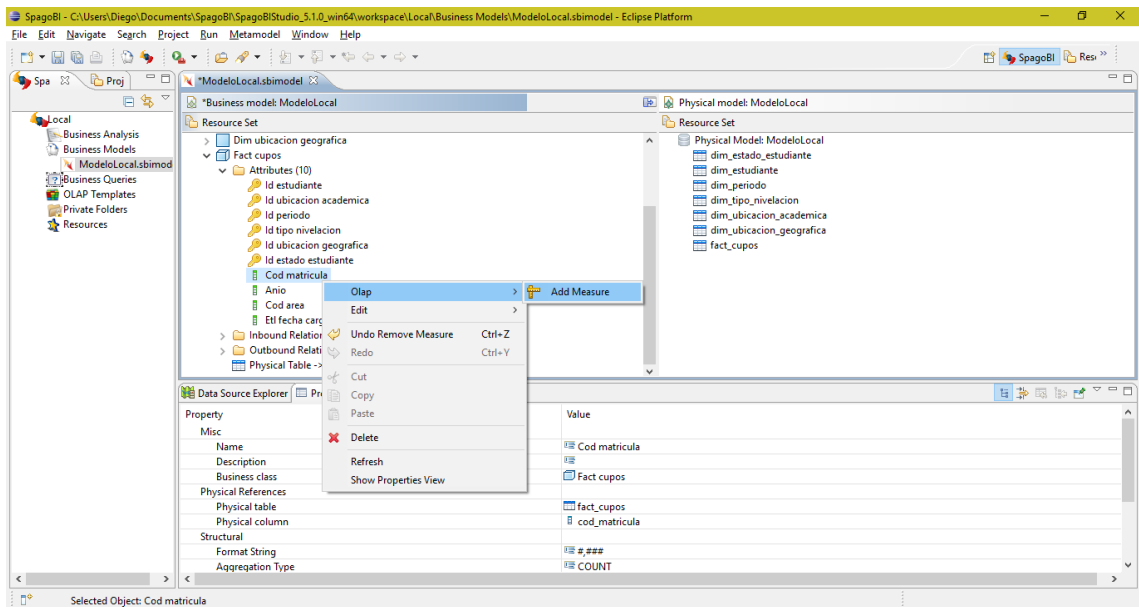 SpagoBI - C:\Users\Diego\Documents\SpagoBI\SpagoBIStudio_5.1.0_win64\workspace\Local\Business Models\ModeloLocal.sbimodel - Eclipse Platform
File Edit Navigate Search Project Run Metamodel Window Help
SpagoBI Res »
Spa Proj
*ModeloLocal.sbimodel
Local
Business Analysis
Business Models
ModeloLocal.sbimod
Business Queries
OLAP Templates
Private Folders
Resources
*Business model: ModeloLocal
Resource Set
Dim ubicacion geografica
Fact cupos
Attributes (10)
Id estudiante
Id ubicacion academica
Id periodo
Id tipo nivelacion
Id ubicacion geografica
Id estado estudiante
Cod matricula
Anio
Cod area
Etl fecha carg
Inbound Relation
Outbound Relati
Physical Table ->
Olap
Edit
Undo Remove Measure Ctrl+Z
Redo Ctrl+Y
Cut
Copy
Paste
Delete
Refresh
Show Properties View
Add Measure
Physical model: ModeloLocal
Resource Set
Physical Model: ModeloLocal
dim_estado_estudiante
dim_estudiante
dim_periodo
dim_tipo_nivelacion
dim_ubicacion_academica
dim_ubicacion_geografica
fact_cupos
Data Source Explorer Pr
Property Value
Misc
Name Cod matricula
Description
Business class Fact cupos
Physical References
Physical table fact_cupos
Physical column cod_matricula
Structural
Format String #,###
Aggregation Type COUNT
Selected Object: Cod matricula